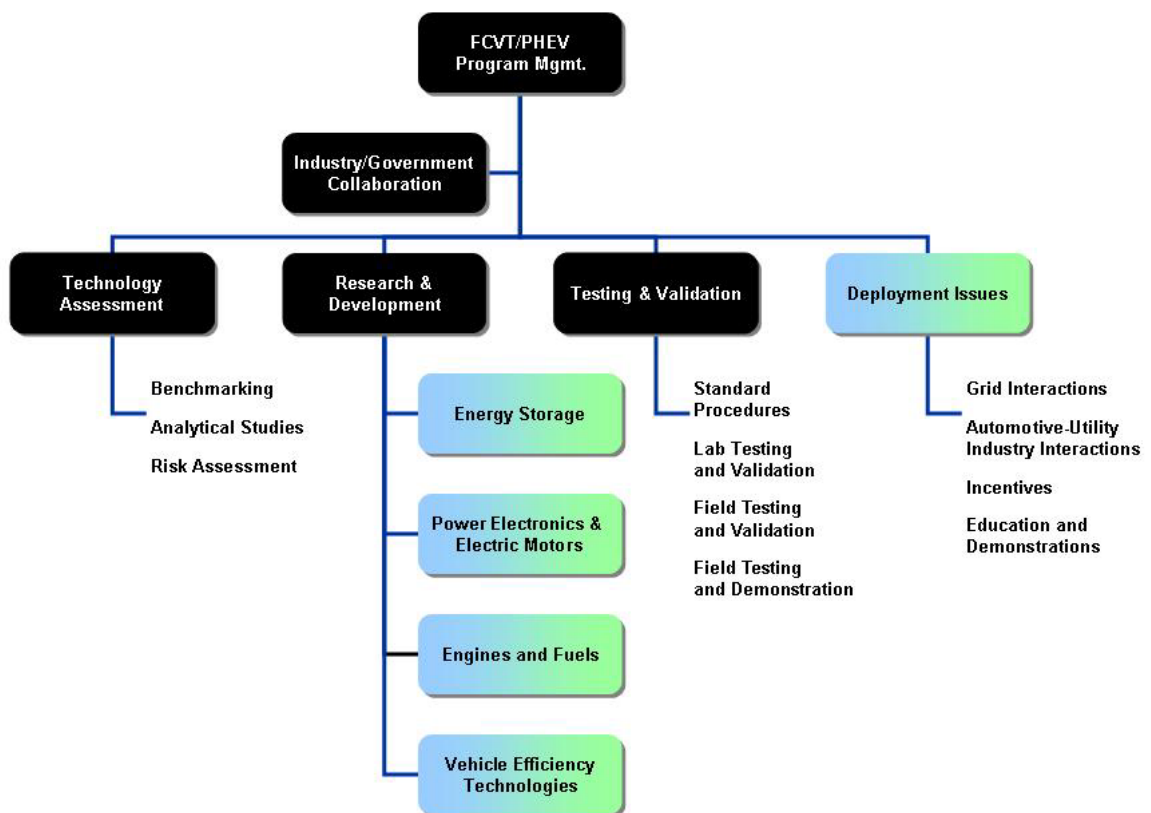 FCVT/PHEV
Program Mgmt.
Industry/Government
Collaboration
Technology
Assessment
Research &
Development
Testing & Validation
Deployment Issues
Benchmarking
Analytical Studies
Risk Assessment
Energy Storage
Power Electronics &
Electric Motors
Engines and Fuels
Vehicle Efficiency
Technologies
Standard
Procedures
Lab Testing
and Validation
Field Testing
and Validation
Field Testing
and Demonstration
Grid Interactions
Automotive-Utility
Industry Interactions
Incentives
Education and
Demonstrations